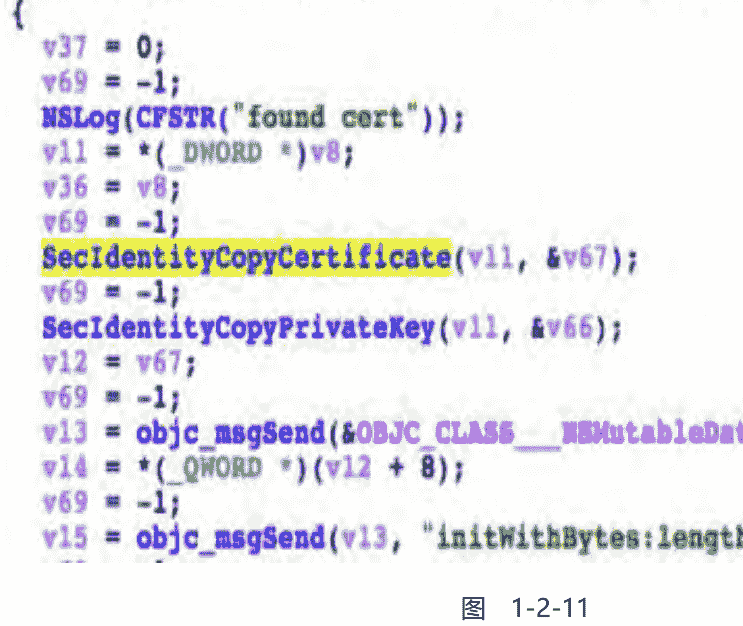 {
v37 = 0;
v69 = -1;
NSLog(CFSTR("found cert"));
v11 = *(_DWORD *)v8;
v36 = v8;
v69 = -1;
SecIdentityCopyCertificate(v11, &v67);
v69 = -1;
SecIdentityCopyPrivateKey(v11, &v66);
v12 = v67;
v69 = -1;
v13 = objc_msgSend(&OBJC_CLASS___NSMutableDat
v14 = *(_QWORD *)(v12 + 8);
v69 = -1;
v15 = objc_msgSend(v13, "initWithBytes:length
图 1-2-11